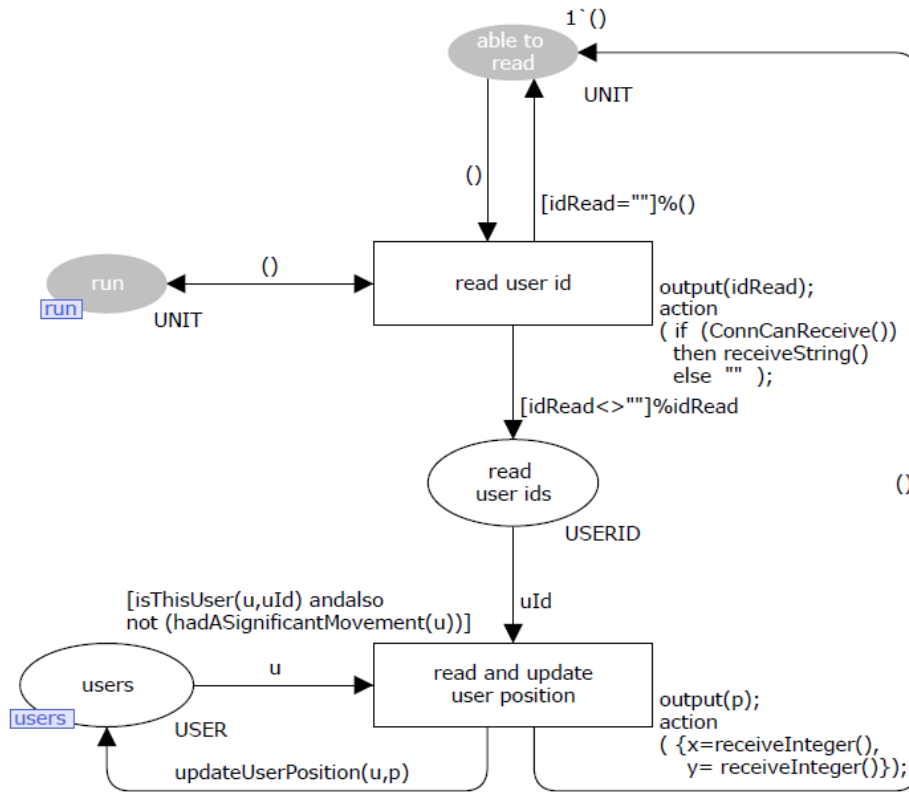 1`()
able to
read
UNIT
()
[idRead=""]%()
()
run
run
UNIT
read user id
output(idRead);
action
( if (ConnCanReceive())
then receiveString()
else "" );
[idRead<>""]%idRead
read
user ids
()
USERID
[isThisUser(u,uId) andalso
not (hadASignificantMovement(u))]
uId
u
users
users
USER
read and update
user position
output(p);
action
( {x=receiveInteger(),
y= receiveInteger()});
updateUserPosition(u,p)